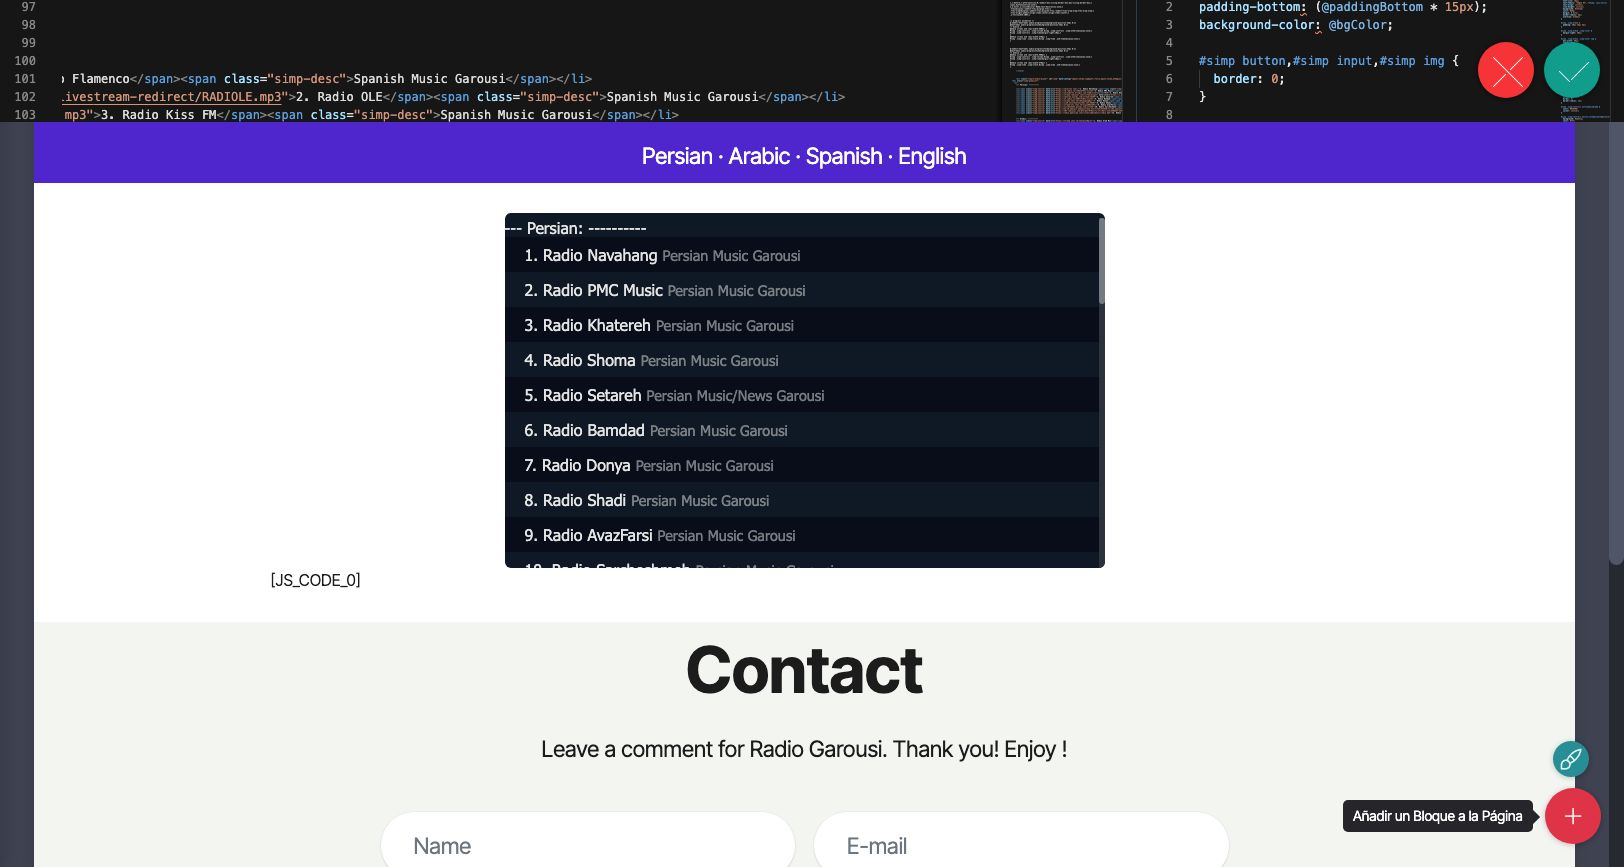 97
98
99
100
101 o Flamenco</span><span class="simp-desc">Spanish Music Garousi</span></li>
102 .ivestream-redirect/RADIOLE.mp3">2. Radio OLE</span><span class="simp-desc">Spanish Music Garousi</span></li>
103 mp3">3. Radio Kiss FM</span><span class="simp-desc">Spanish Music Garousi</span></li>
2 padding-bottom: (@paddingBottom * 15px);
3 background-color: @bgColor;
4
5 #simp button,#simp input,#simp img {
6 border: 0;
7 }
8
Persian · Arabic · Spanish · English
--- Persian: ----------
1. Radio Navahang Persian Music Garousi
2. Radio PMC Music Persian Music Garousi
3. Radio Khatereh Persian Music Garousi
4. Radio Shoma Persian Music Garousi
5. Radio Setareh Persian Music/News Garousi
6. Radio Bamdad Persian Music Garousi
7. Radio Donya Persian Music Garousi
8. Radio Shadi Persian Music Garousi
9. Radio AvazFarsi Persian Music Garousi
[JS_CODE_0]
Contact
Leave a comment for Radio Garousi. Thank you! Enjoy !
Name
E-mail
Añadir un Bloque a la Página